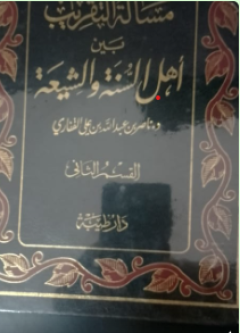 مسألة التقريب
بين
أهل السنة والشيعة
د. ناصر بن عبد الله بن علي القفاري
القسم الثاني
دار طيبة